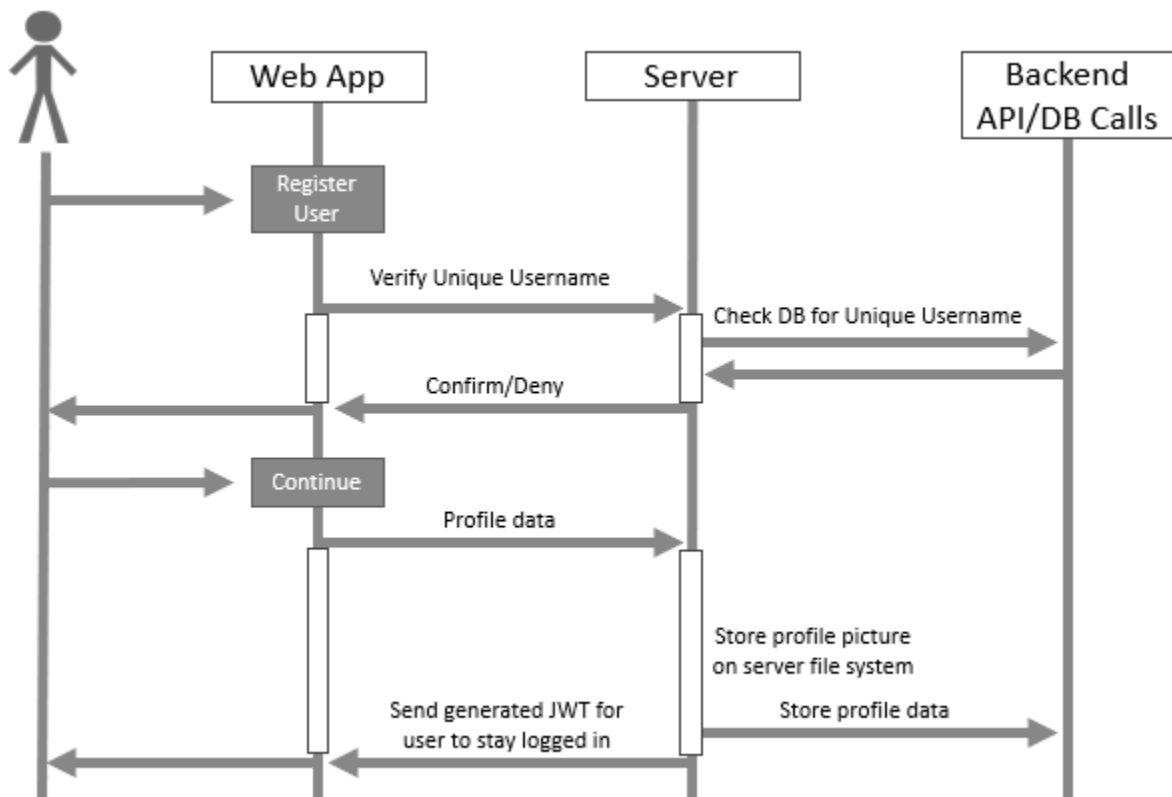 Web App
Server
Backend
API/DB Calls
Register
User
Verify Unique Username
Check DB for Unique Username
Confirm/Deny
Continue
Profile data
Store profile picture
on server file system
Send generated JWT for
user to stay logged in
Store profile data